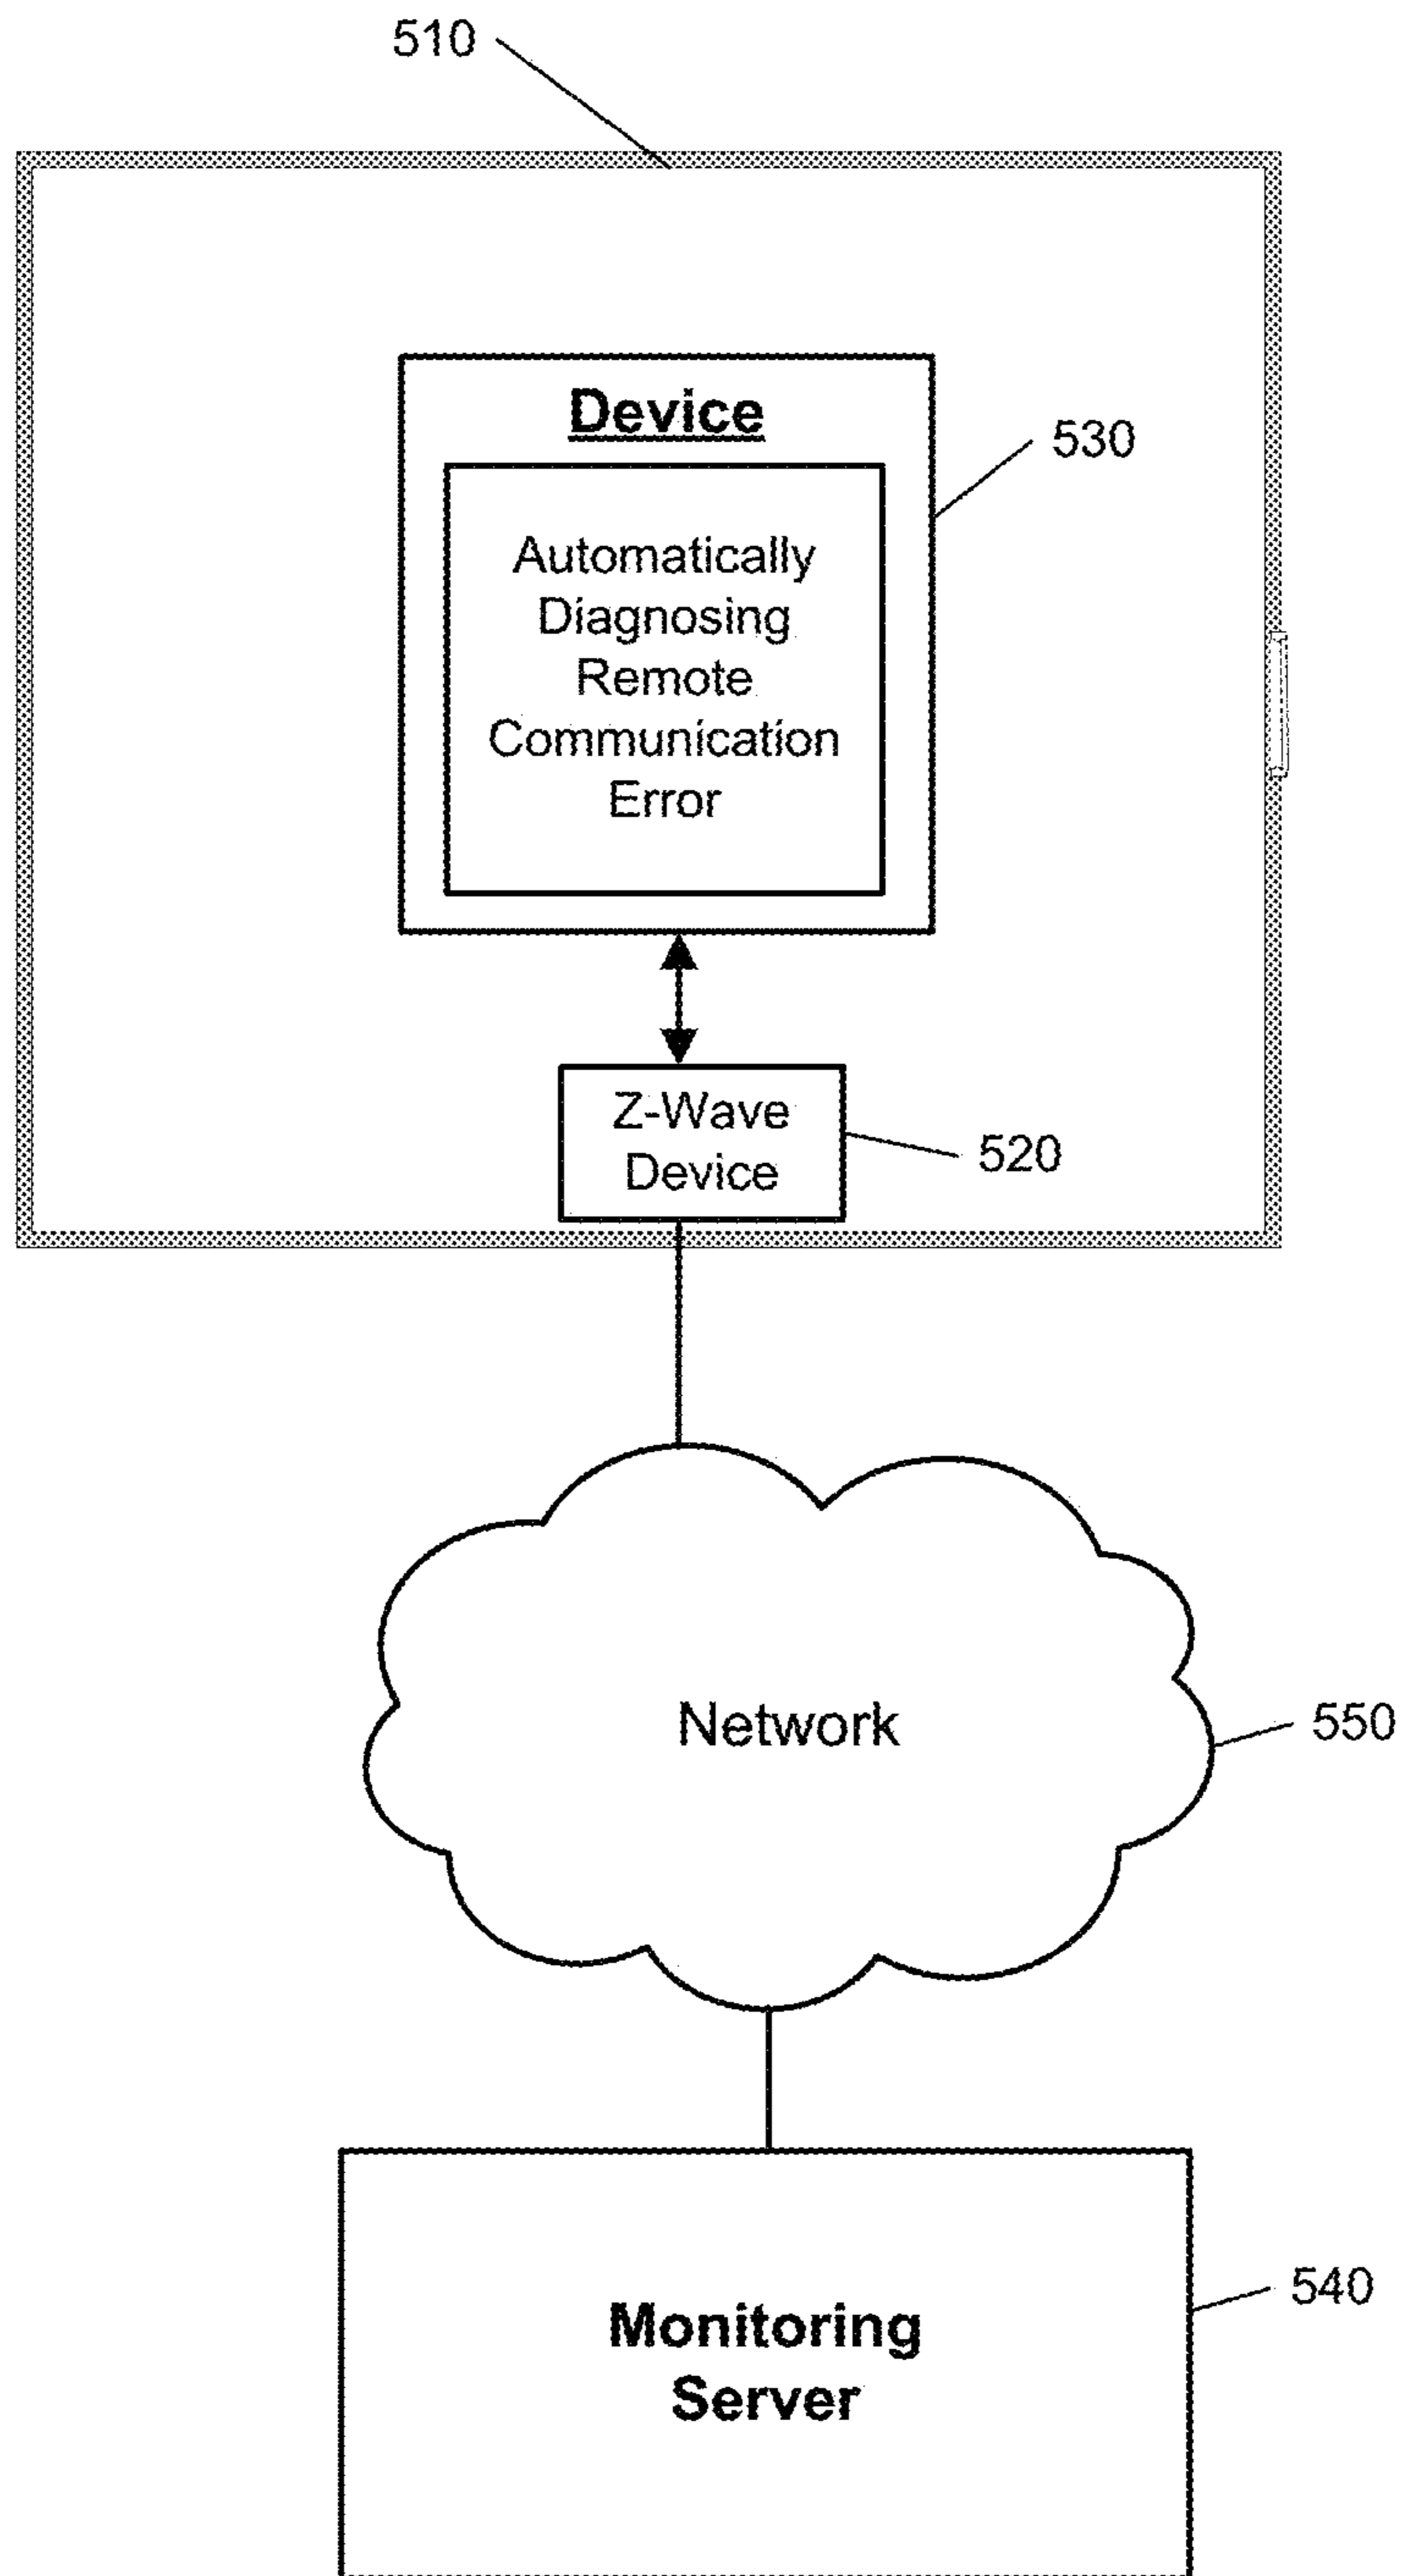 510
Device
530
Automatically
Diagnosing
Remote
Communication
Error
Z-Wave
Device
520
Network
550
540
Monitoring
Server